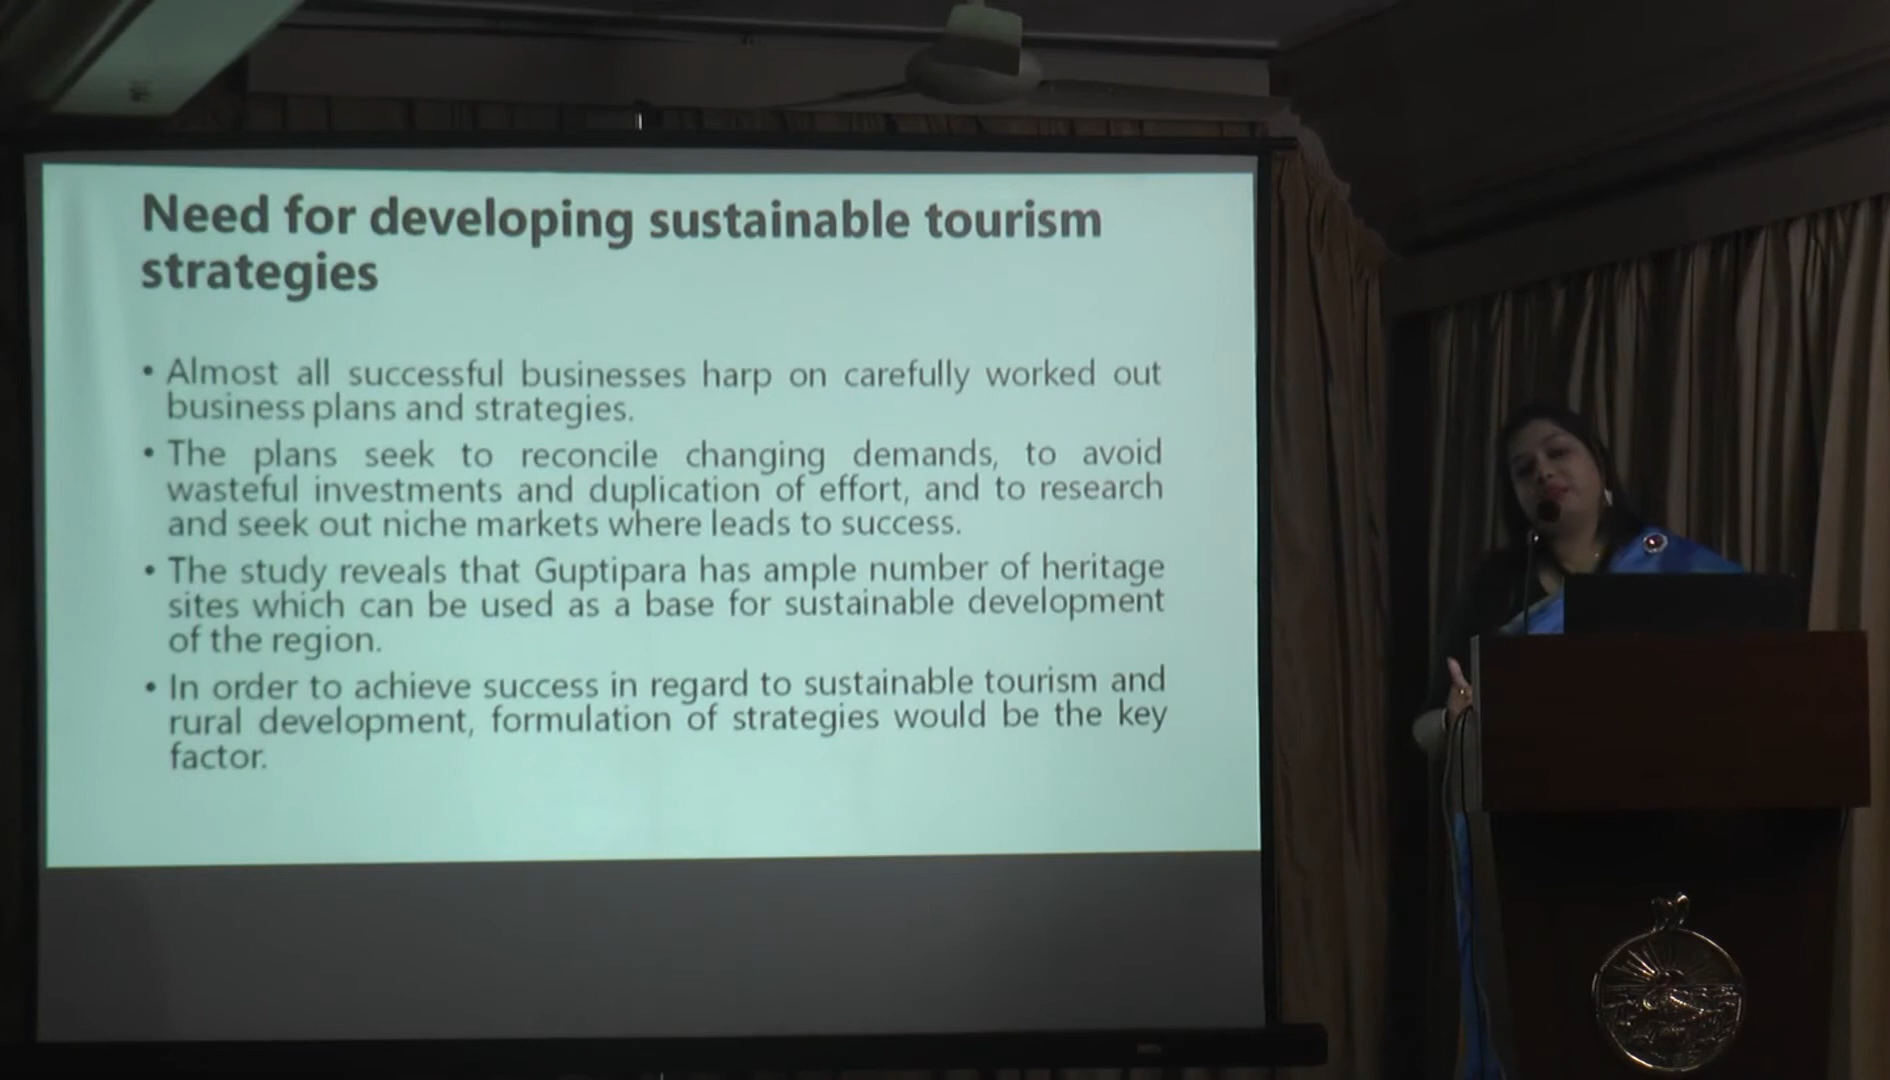 Need for developing sustainable tourism
strategies
• Almost all successful businesses harp on carefully worked out
business plans and strategies.
• The plans seek to reconcile changing demands, to avoid
wasteful investments and duplication of effort, and to research
and seek out niche markets where leads to success.
• The study reveals that Guptipara has ample number of heritage
sites which can be used as a base for sustainable development
of the region.
• In order to achieve success in regard to sustainable tourism and
rural development, formulation of strategies would be the key
factor.